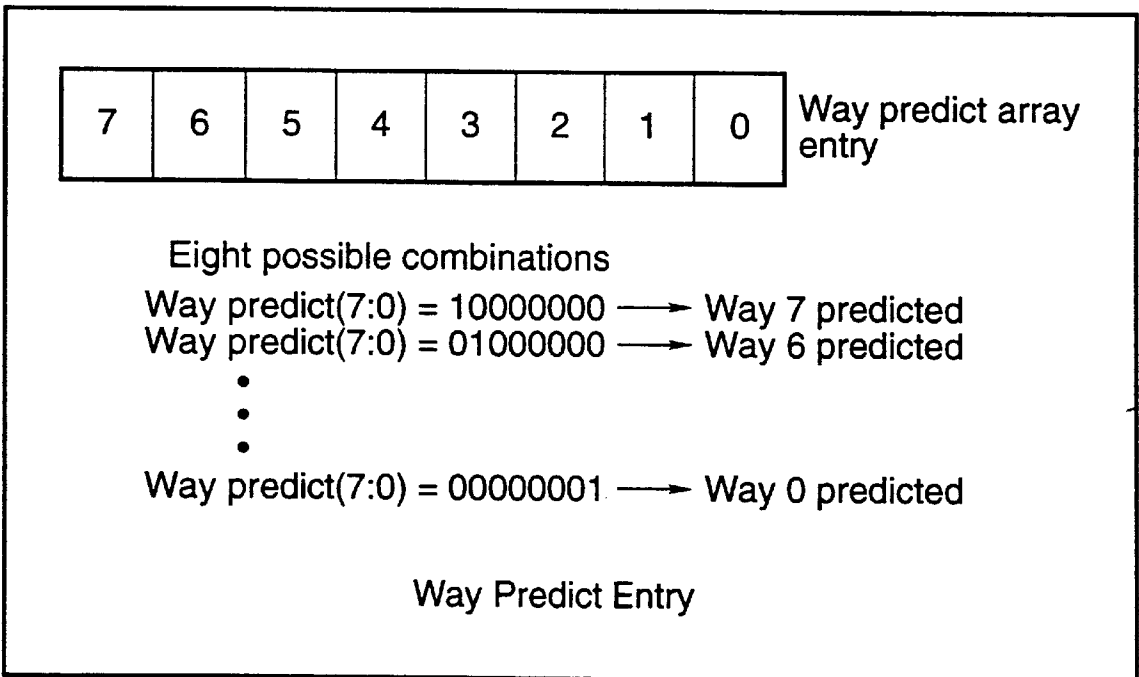 7 6 5 4 3 2 1 0
Way predict array
entry
Eight possible combinations
Way predict(7:0) = 10000000 → Way 7 predicted
Way predict(7:0) = 01000000 → Way 6 predicted
•
•
•
Way predict(7:0) = 00000001 → Way 0 predicted
Way Predict Entry